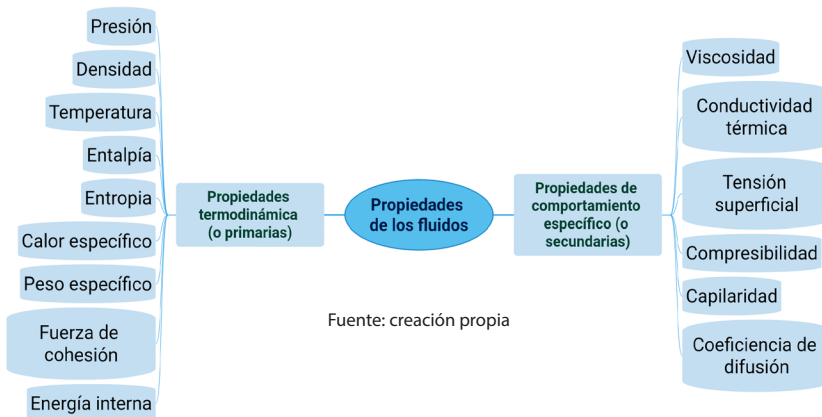 Presión
Densidad
Temperatura
Entalpía
Entropia
Calor específico
Peso específico
Fuerza de
cohesión
Energía interna
Propiedades
termodinámica
(o primarias)
Propiedades
de los fluidos
Propiedades de
comportamiento
específico (o
secundarias)
Viscosidad
Conductividad
térmica
Tensión
superficial
Compresibilidad
Capilaridad
Coeficiencia de
difusión
Fuente: creación propia